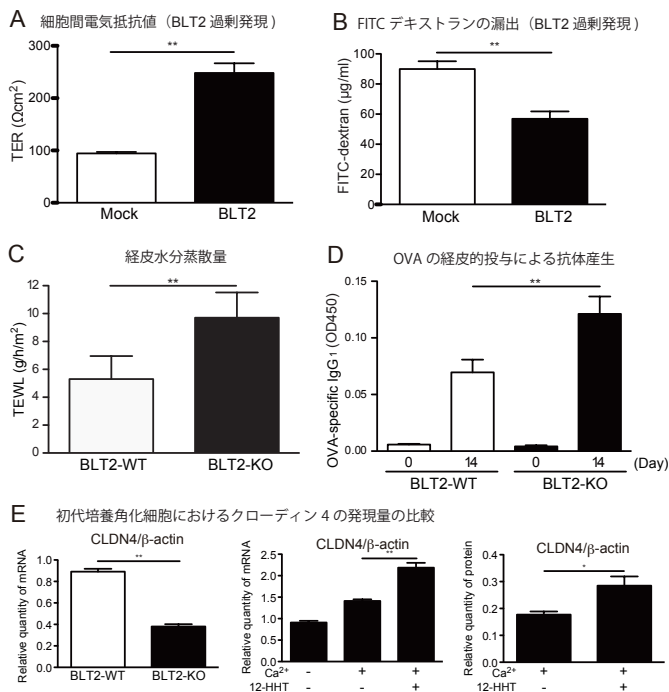 A 細胞間電気抵抗値(BLT2 過剰発現)
**
TER (Ωcm2)
300
200
100
0
Mock
BLT2
B FITC デキストランの漏出(BLT2 過剰発現)
**
FITC-dextran (μg/ml)
100
80
60
40
20
0
Mock
BLT2
C 経皮水分蒸散量
**
TEWL (g/h/m²)
12
10
8
6
4
2
0
BLT2-WT
BLT2-KO
D OVA の経皮的投与による抗体産生
**
OVA-specific IgG1 (OD450)
0.15
0.10
0.05
0.00
0 14 0 14 (Day)
BLT2-WT BLT2-KO
E 初代培養角化細胞におけるクローディン 4 の発現量の比較
CLDN4/β-actin
**
Relative quantity of mRNA
1.0
0.8
0.6
0.4
0.2
0.0
BLT2-WT BLT2-KO
CLDN4/β-actin
**
Relative quantity of mRNA
2.5
2.0
1.5
1.0
0.5
0.0
Ca²⁺ - + +
12-HHT - - +
CLDN4/β-actin
*
Relative quantity of protein
0.4
0.3
0.2
0.1
0.0
Ca²⁺ + +
12-HHT - +